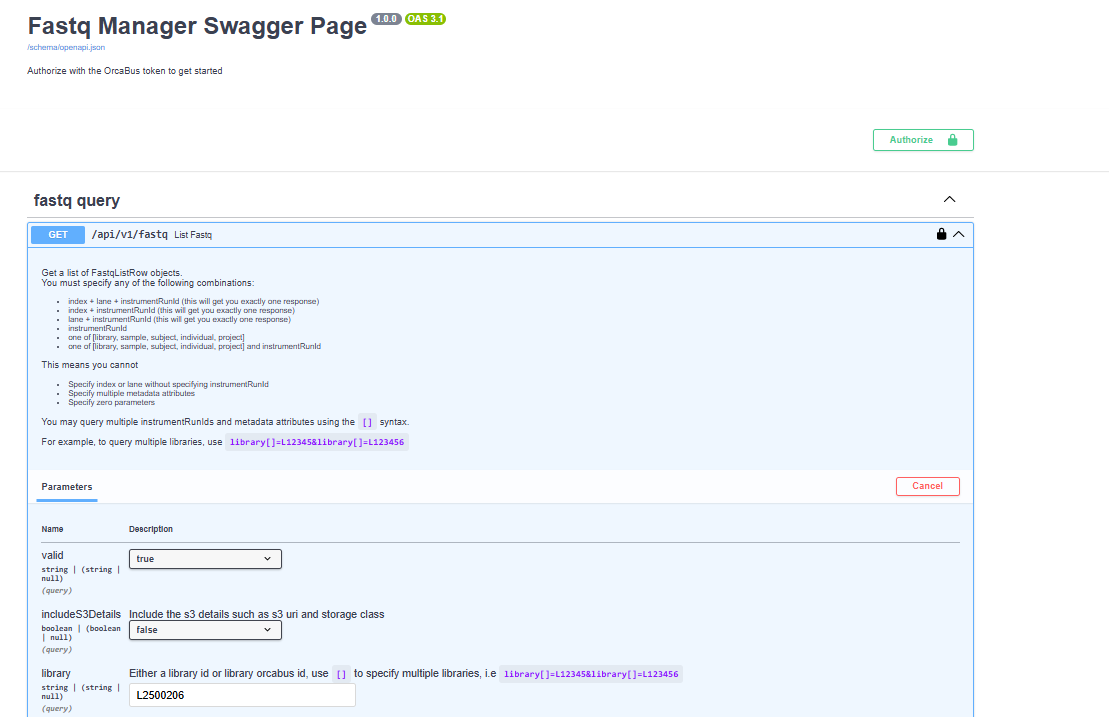 Fastq Manager Swagger Page 1.0.0 OAS 3.1
/schema/openapi.json
Authorize with the OrcaBus token to get started
Authorize
fastq query
GET /api/v1/fastq List Fastq
Get a list of FastqListRow objects.
You must specify any of the following combinations:
index + lane + instrumentRunId (this will get you exactly one response)
index + instrumentRunId (this will get you exactly one response)
lane + instrumentRunId (this will get you exactly one response)
instrumentRunId
one of [library, sample, subject, individual, project]
one of [library, sample, subject, individual, project] and instrumentRunId
This means you cannot
Specify index or lane without specifying instrumentRunId
Specify multiple metadata attributes
Specify zero parameters
You may query multiple instrumentRunIds and metadata attributes using the [] syntax.
For example, to query multiple libraries, use library[]=L12345&library[]=L123456
Parameters Cancel
Name Description
valid
string | (string |
null)
(query)
true
includeS3Details Include the s3 details such as s3 uri and storage class
boolean | (boolean
| null)
(query)
false
library Either a library id or library orcabus id, use [] to specify multiple libraries, i.e library[]=L12345&library[]=L123456
string | (string |
null)
(query)
L2500206